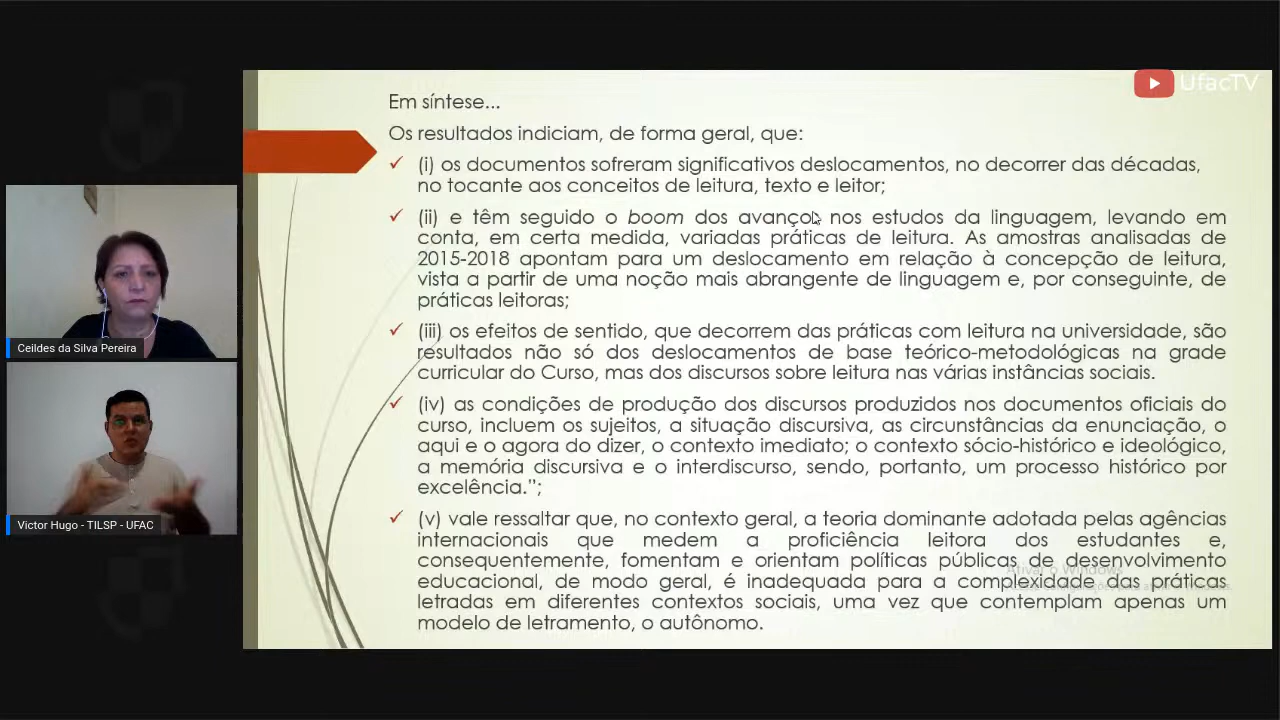 UfacTV
Em síntese...
Os resultados indiciam, de forma geral, que:
(i) os documentos sofreram significativos deslocamentos, no decorrer das décadas,
no tocante aos conceitos de leitura, texto e leitor;
(ii) e têm seguido o boom dos avanços nos estudos da linguagem, levando em
conta, em certa medida, variadas práticas de leitura. As amostras analisadas de
2015-2018 apontam para um deslocamento em relação à concepção de leitura,
vista a partir de uma noção mais abrangente de linguagem e, por conseguinte, de
práticas leitoras;
(iii) os efeitos de sentido, que decorrem das práticas com leitura na universidade, são
resultados não só dos deslocamentos de base teórico-metodológicas na grade
curricular do Curso, mas dos discursos sobre leitura nas várias instâncias sociais.
(iv) as condições de produção dos discursos produzidos nos documentos oficiais do
curso, incluem os sujeitos, a situação discursiva, as circunstâncias da enunciação, o
aqui e o agora do dizer, o contexto imediato; o contexto sócio-histórico e ideológico,
a memória discursiva e o interdiscurso, sendo, portanto, um processo histórico por
excelência.”;
(v) vale ressaltar que, no contexto geral, a teoria dominante adotada pelas agências
internacionais que medem a proficiência leitora dos estudantes e,
consequentemente, fomentam e orientam políticas públicas de desenvolvimento
educacional, de modo geral, é inadequada para a complexidade das práticas
letradas em diferentes contextos sociais, uma vez que contemplam apenas um
modelo de letramento, o autônomo.
Ativar o Windows
Ceildes da Silva Pereira
Victor Hugo - TILSP - UFAC